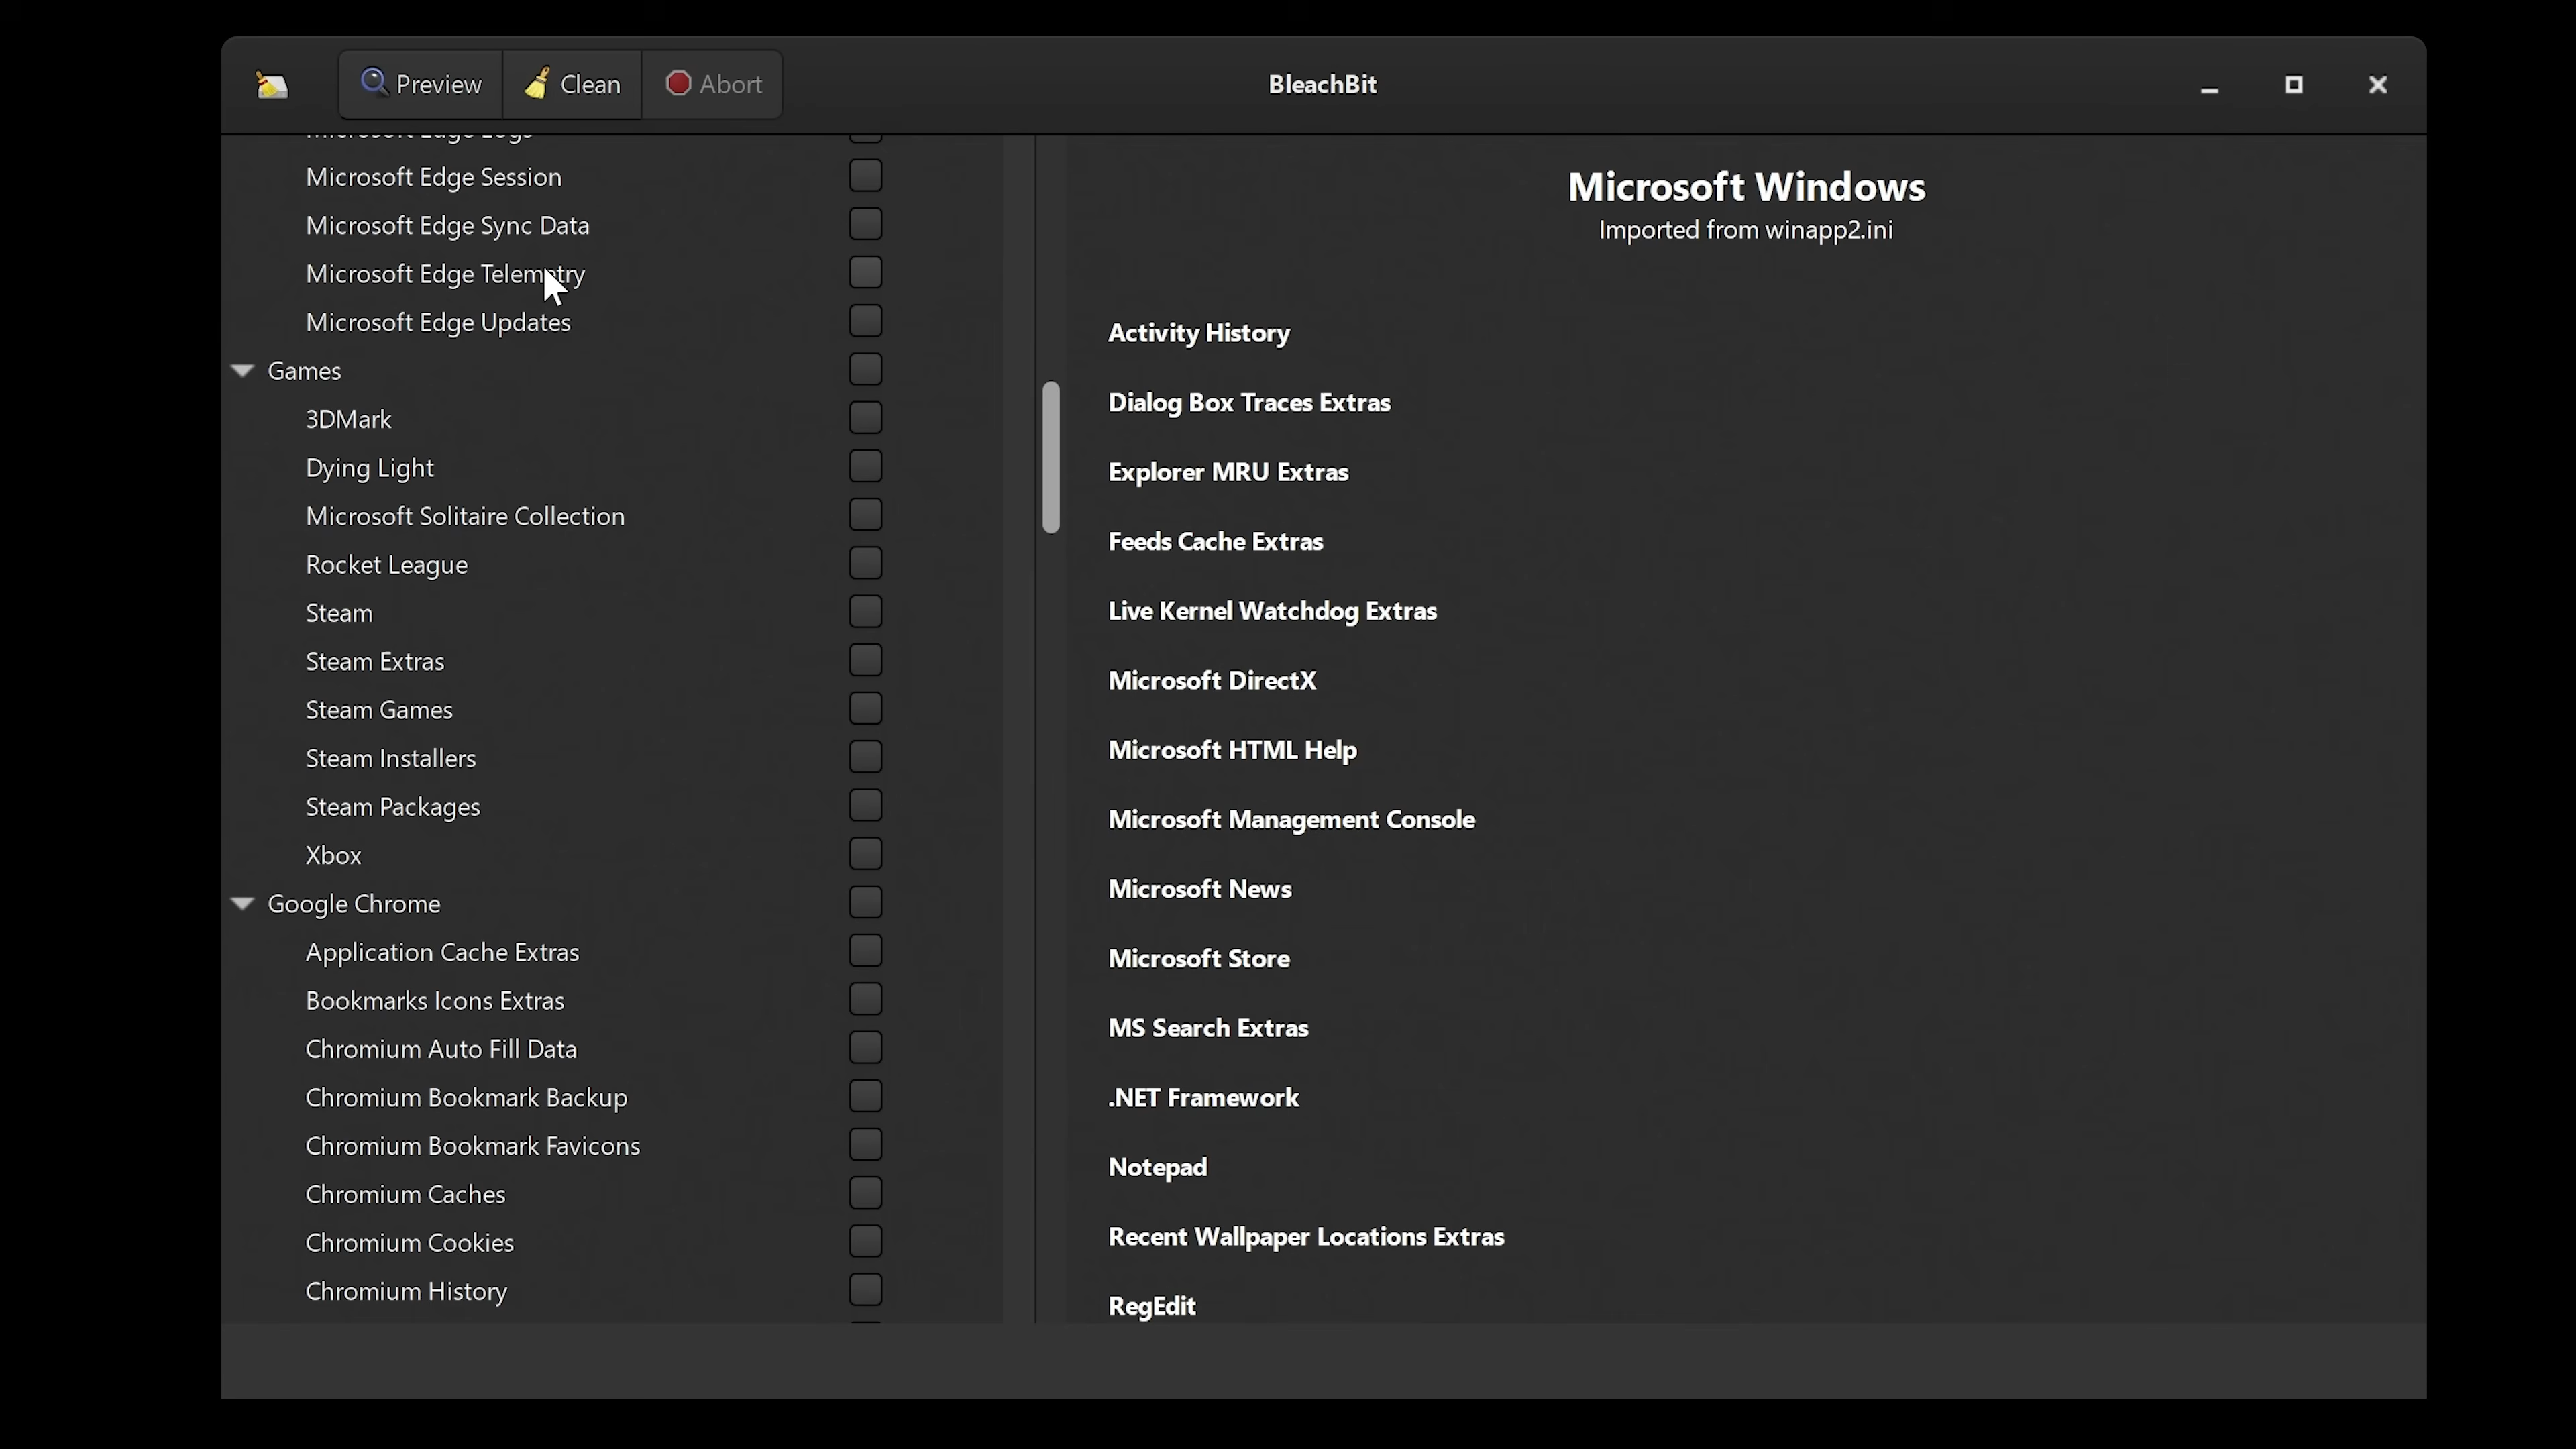 Preview
Clean
Abort
BleachBit
Microsoft Edge Logs
Microsoft Edge Session
Microsoft Edge Sync Data
Microsoft Edge Telemetry
Microsoft Edge Updates
Games
3DMark
Dying Light
Microsoft Solitaire Collection
Rocket League
Steam
Steam Extras
Steam Games
Steam Installers
Steam Packages
Xbox
Google Chrome
Application Cache Extras
Bookmarks Icons Extras
Chromium Auto Fill Data
Chromium Bookmark Backup
Chromium Bookmark Favicons
Chromium Caches
Chromium Cookies
Chromium History
Microsoft Windows
Imported from winapp2.ini
Activity History
Dialog Box Traces Extras
Explorer MRU Extras
Feeds Cache Extras
Live Kernel Watchdog Extras
Microsoft DirectX
Microsoft HTML Help
Microsoft Management Console
Microsoft News
Microsoft Store
MS Search Extras
.NET Framework
Notepad
Recent Wallpaper Locations Extras
RegEdit